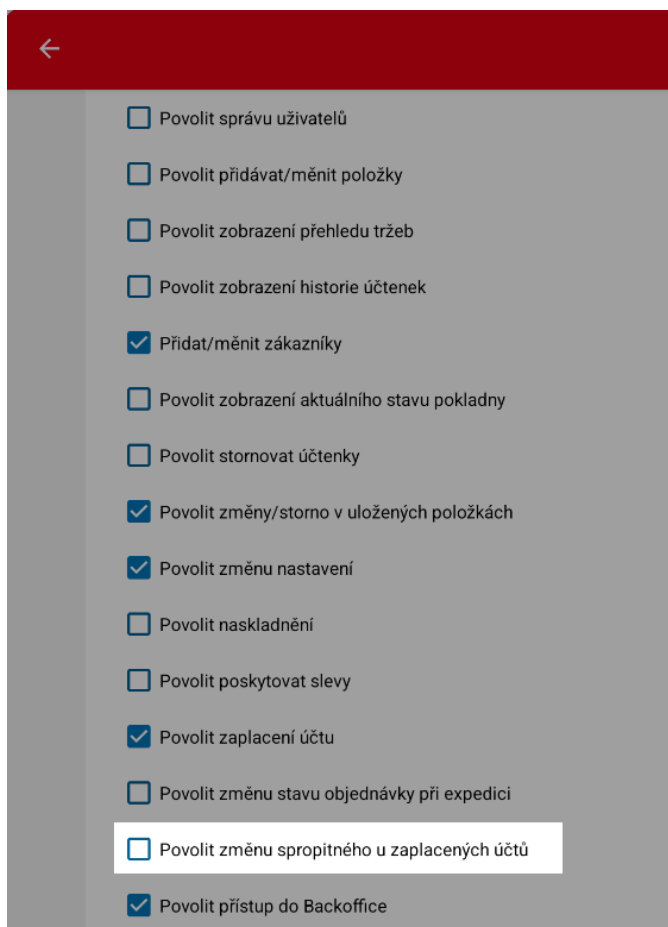 Povolit správu uživatelů
Povolit přidávat/měnit položky
Povolit zobrazení přehledu tržeb
Povolit zobrazení historie účtenek
Přidat/měnit zákazníky
Povolit zobrazení aktuálního stavu pokladny
Povolit stornovat účtenky
Povolit změny/storno v uložených položkách
Povolit změnu nastavení
Povolit naskladnění
Povolit poskytovat slevy
Povolit zaplacení účtu
Povolit změnu stavu objednávky při expedici
Povolit změnu spropitného u zaplacených účtů
Povolit přístup do Backoffice